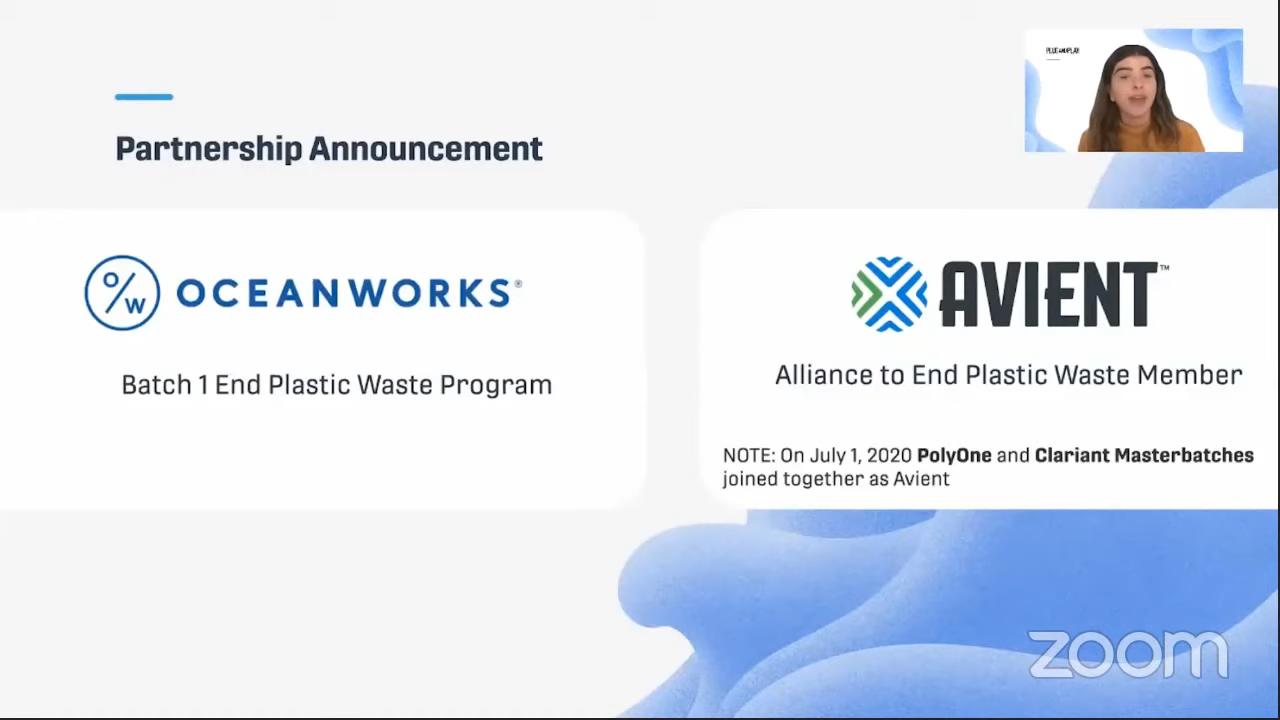 PLUGANDPLAY
Partnership Announcement
O/W OCEANWORKS®
Batch 1 End Plastic Waste Program
AVIENT™
Alliance to End Plastic Waste Member
NOTE: On July 1, 2020 PolyOne and Clariant Masterbatches
joined together as Avient
zoom